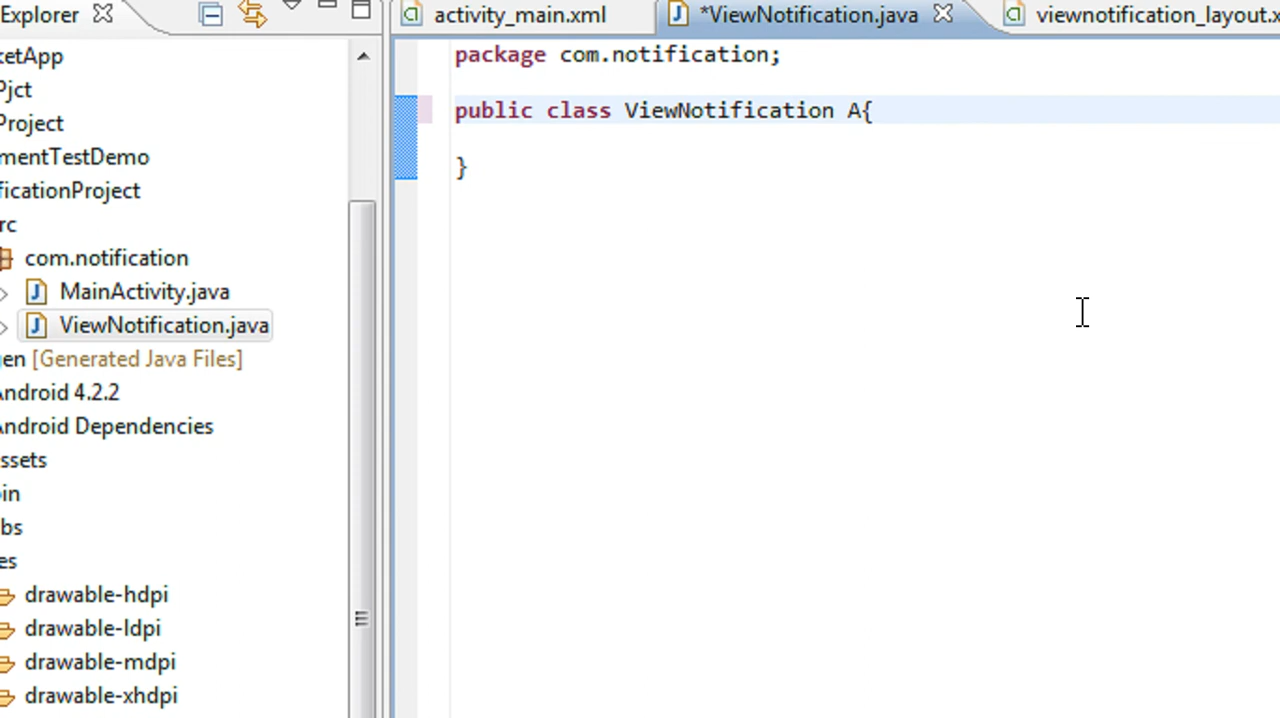 Explorer
activity_main.xml
*ViewNotification.java
viewnotification_layout.x
etApp
Pjct
Project
mentTestDemo
ficationProject
rc
com.notification
MainActivity.java
ViewNotification.java
gen [Generated Java Files]
Android 4.2.2
Android Dependencies
ssets
in
bs
es
drawable-hdpi
drawable-ldpi
drawable-mdpi
drawable-xhdpi
package com.notification;
public class ViewNotification A{
}